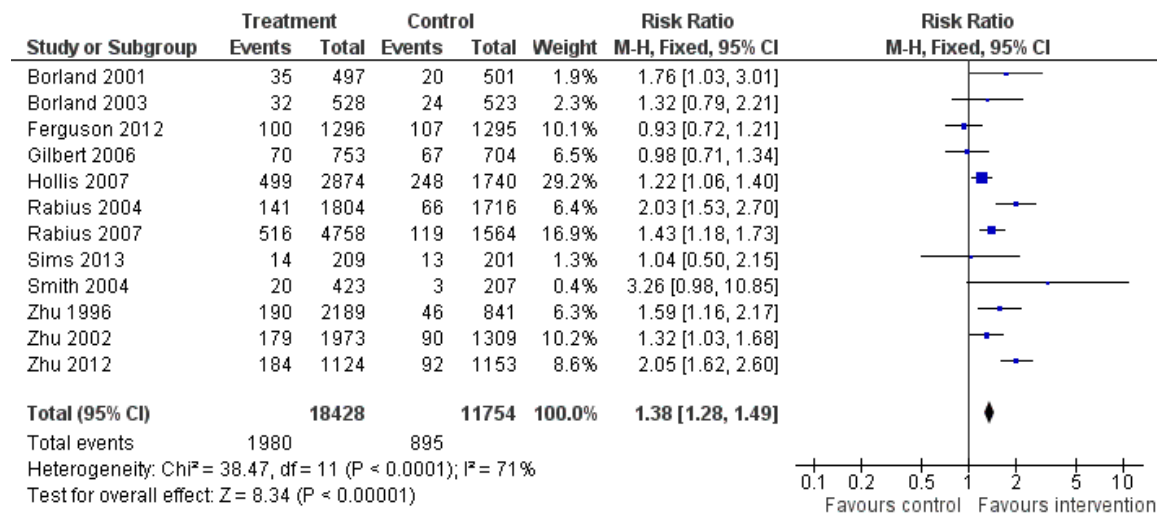 Treatment Control Risk Ratio Risk Ratio
Study or Subgroup Events Total Events Total Weight M-H, Fixed, 95% CI M-H, Fixed, 95% CI
Borland 2001 35 497 20 501 1.9% 1.76 [1.03, 3.01]
Borland 2003 32 528 24 523 2.3% 1.32 [0.79, 2.21]
Ferguson 2012 100 1296 107 1295 10.1% 0.93 [0.72, 1.21]
Gilbert 2006 70 753 67 704 6.5% 0.98 [0.71, 1.34]
Hollis 2007 499 2874 248 1740 29.2% 1.22 [1.06, 1.40]
Rabius 2004 141 1804 66 1716 6.4% 2.03 [1.53, 2.70]
Rabius 2007 516 4758 119 1564 16.9% 1.43 [1.18, 1.73]
Sims 2013 14 209 13 201 1.3% 1.04 [0.50, 2.15]
Smith 2004 20 423 3 207 0.4% 3.26 [0.98, 10.85]
Zhu 1996 190 2189 46 841 6.3% 1.59 [1.16, 2.17]
Zhu 2002 179 1973 90 1309 10.2% 1.32 [1.03, 1.68]
Zhu 2012 184 1124 92 1153 8.6% 2.05 [1.62, 2.60]
Total (95% CI) 18428 11754 100.0% 1.38 [1.28, 1.49]
Total events 1980 895
Heterogeneity: Chi² = 38.47, df = 11 (P < 0.0001); I² = 71%
Test for overall effect: Z = 8.34 (P < 0.00001)
0.1 0.2 0.5 1 2 5 10
Favours control Favours intervention